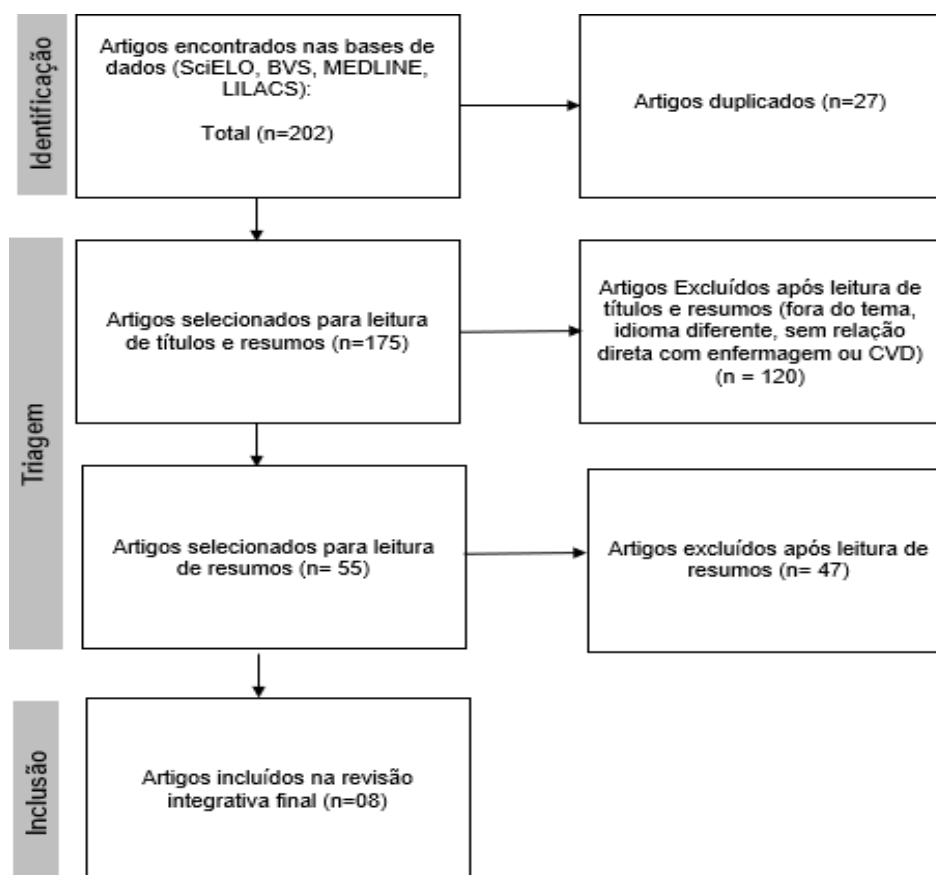 Identificação
Artigos encontrados nas bases de
dados (SciELO, BVS, MEDLINE,
LILACS):
Total (n=202)
Artigos duplicados (n=27)
Triagem
Artigos selecionados para leitura
de títulos e resumos (n=175)
Artigos Excluídos após leitura de
títulos e resumos (fora do tema,
idioma diferente, sem relação
direta com enfermagem ou CVD)
(n = 120)
Artigos selecionados para leitura
de resumos (n= 55)
Artigos excluídos após leitura de
resumos (n= 47)
Inclusão
Artigos incluídos na revisão
integrativa final (n=08)